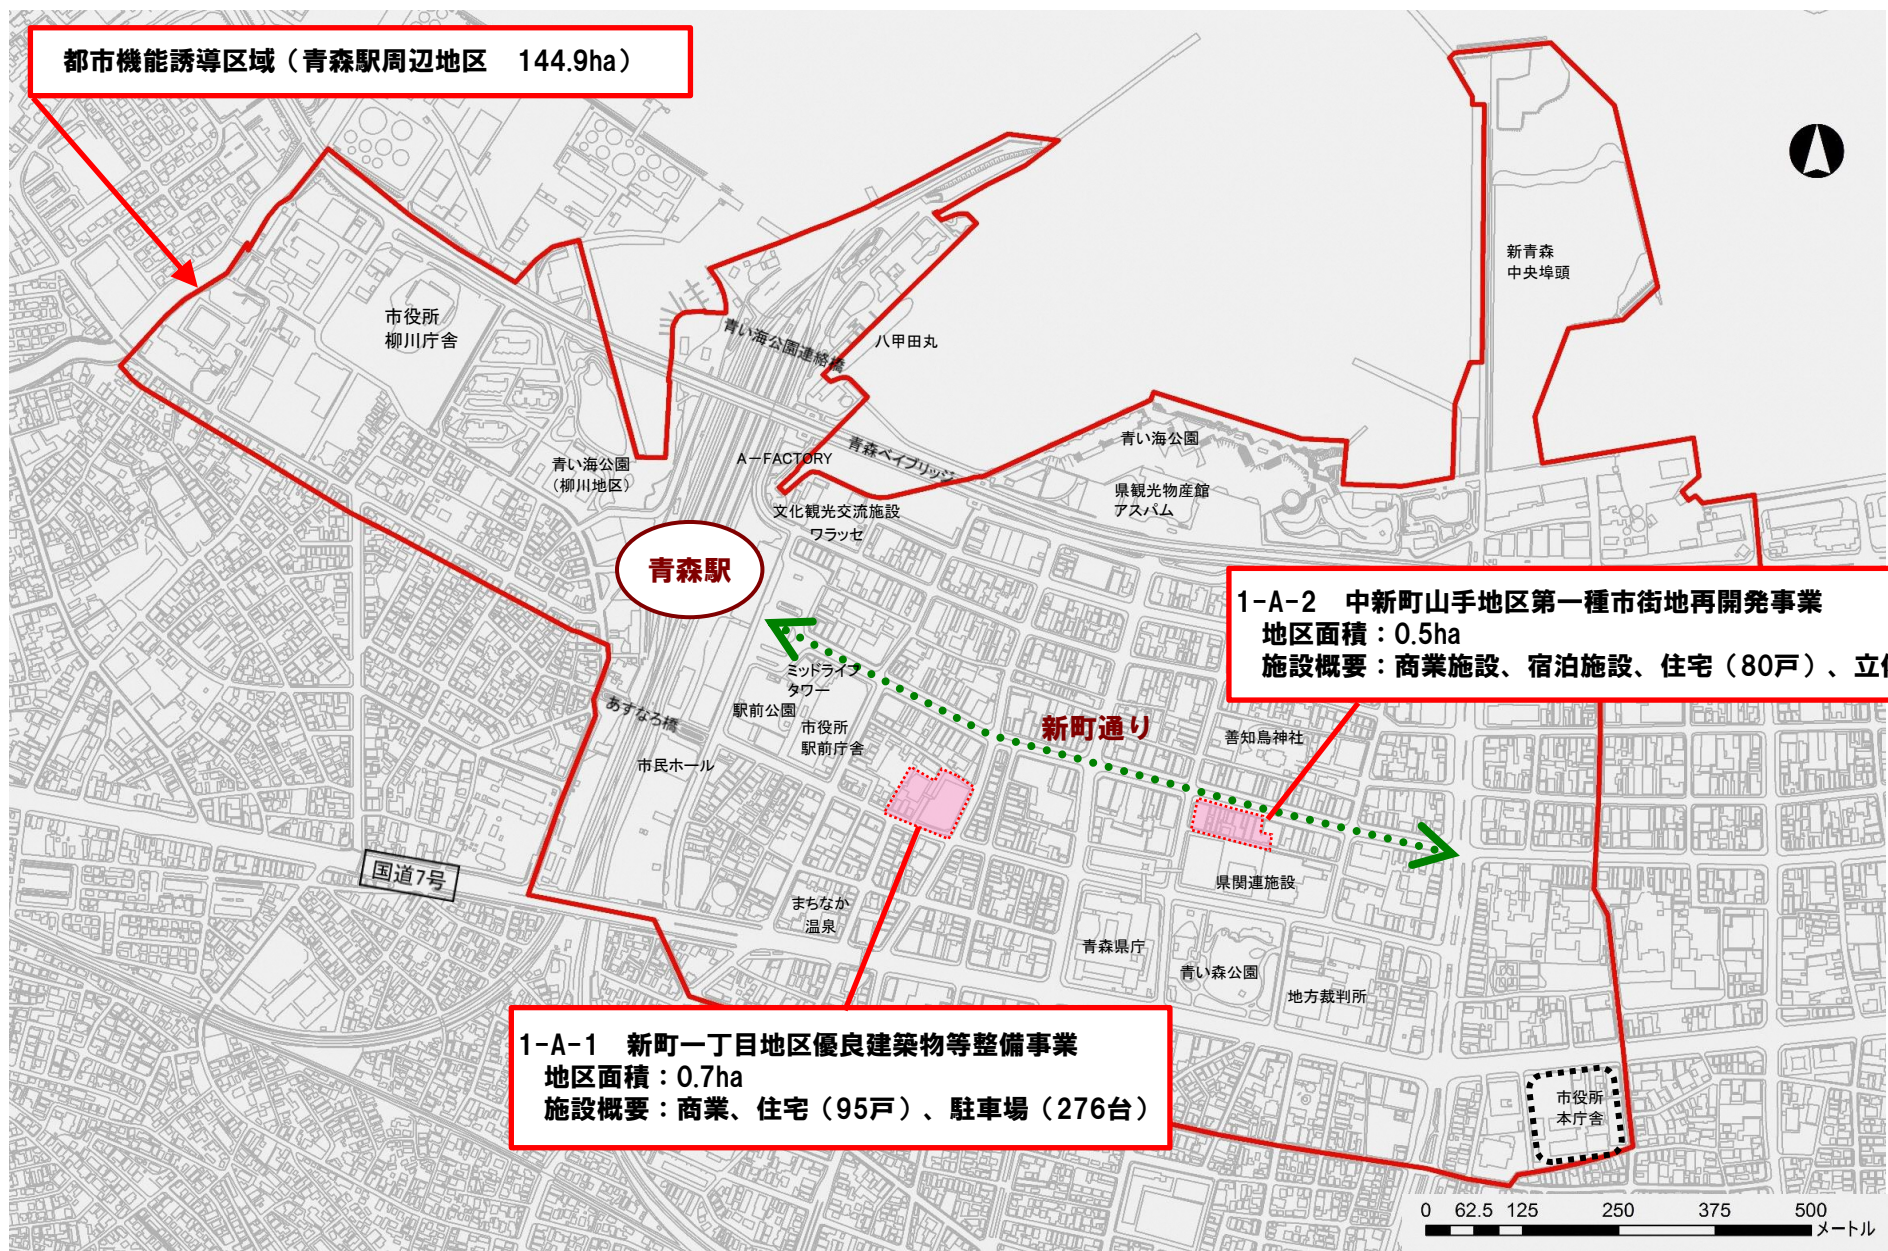 都市機能誘導区域（青森駅周辺地区　144.9ha）
新青森
中央埠頭
市役所
柳川庁舎
青い海公園連絡橋
八甲田丸
青い海公園
青森ベイブリッジ
A－FACTORY
青い海公園
（柳川地区）
県観光物産館
アスパム
文化観光交流施設
ワラッセ
青森駅
1-A-2　中新町山手地区第一種市街地再開発事業
地区面積：0.5ha
施設概要：商業施設、宿泊施設、住宅（80戸）、立
ミッドライフ
タワー
駅前公園
あすなろ橋
市役所
駅前庁舎
新町通り
善知鳥神社
市民ホール
国道7号
県関連施設
まちなか
温泉
青森県庁
青い森公園
地方裁判所
1-A-1　新町一丁目地区優良建築物等整備事業
地区面積：0.7ha
施設概要：商業、住宅（95戸）、駐車場（276台）
市役所
本庁舎
0 62.5 125 250 375 500
メートル